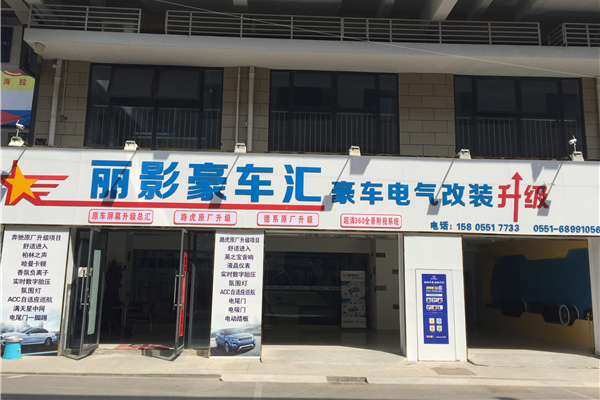 海拉
丽影豪车汇 豪车电气改装升级
原车屏幕升级总汇 路虎原厂升级 德系原厂升级 超清360全景附视系统
电话：158 0551 7733 0551-68991056
奔驰原厂升级项目
舒适进入
柏林之声
哈曼卡顿
香氛负离子
实时数字胎压
氛围灯
ACC自适应巡航
满天星中网
电尾门一脚踢
路虎原厂升级项目
舒适进入
英之宝音响
液晶仪表
实时数字胎压
氛围灯
ACC自适应巡航
电尾门
电吸门
电动踏板